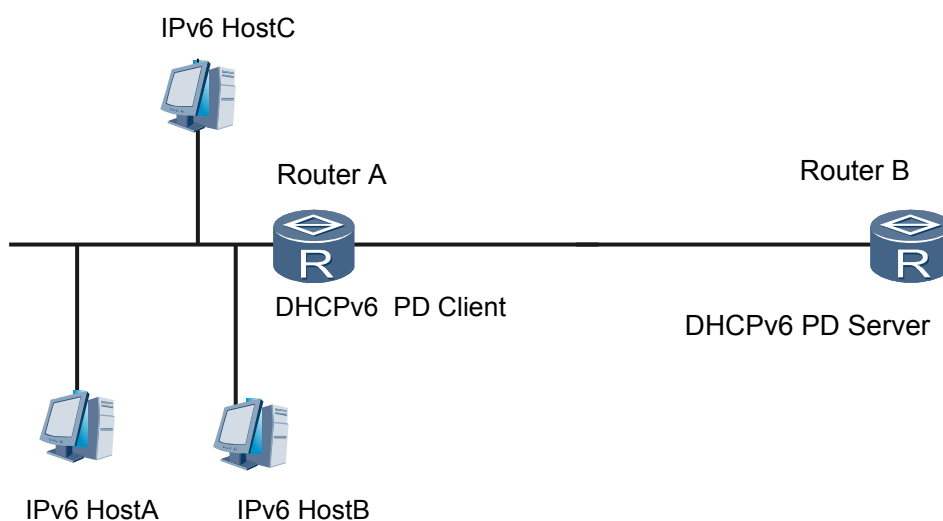 IPv6 HostC
Router A
Router B
R
R
DHCPv6  PD Client
DHCPv6 PD Server
IPv6 HostA
IPv6 HostB